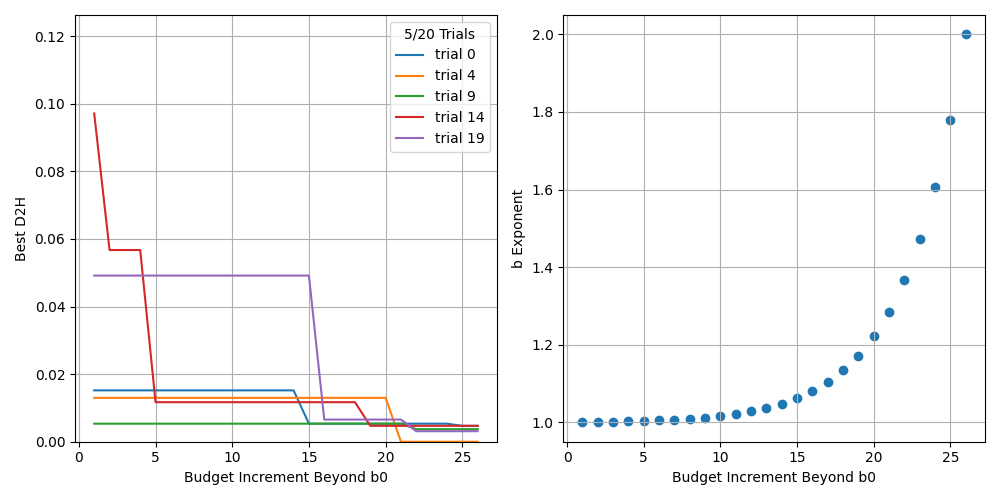 0.12
0.10
0.08
0.06
0.04
0.02
0.00
Best D2H
0 5 10 15 20 25
Budget Increment Beyond b0
5/20 Trials
trial 0
trial 4
trial 9
trial 14
trial 19
2.0
1.8
1.6
1.4
1.2
1.0
b Exponent
0 5 10 15 20 25
Budget Increment Beyond b0